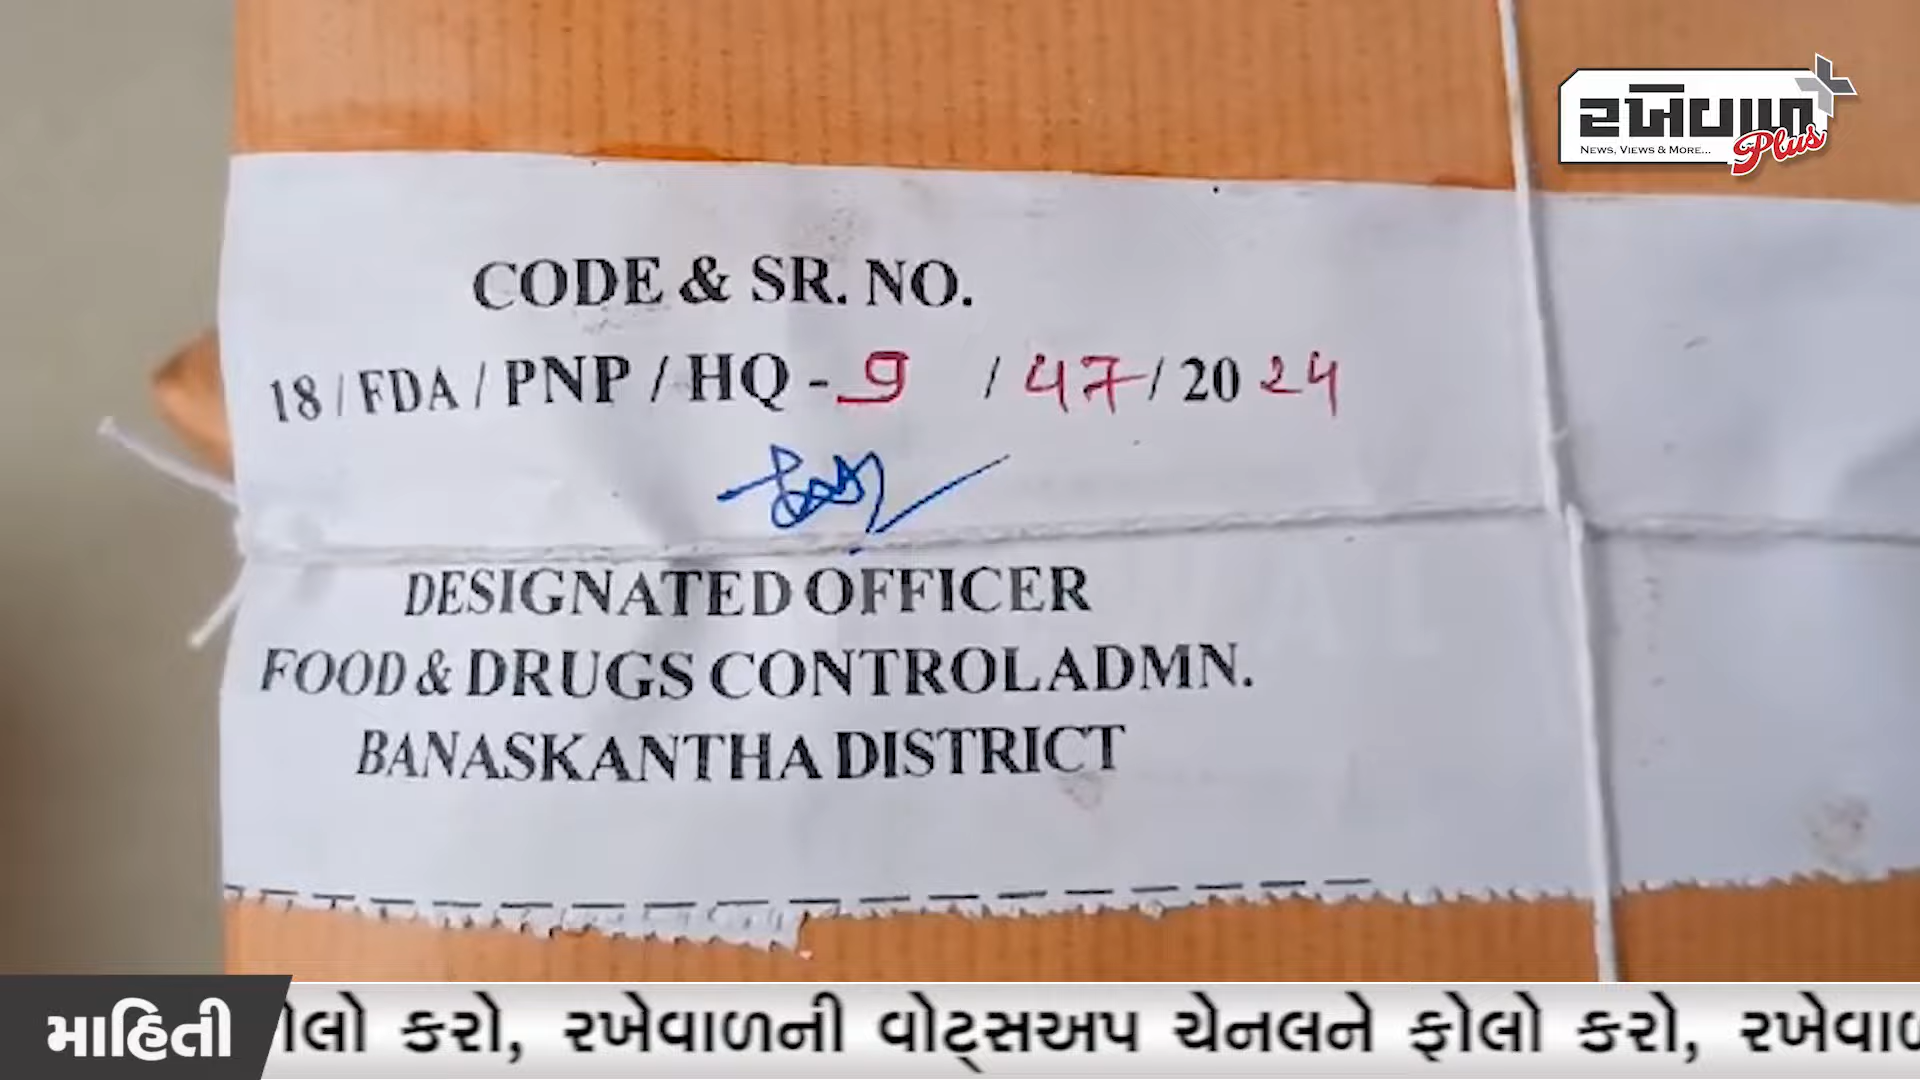 રખેવાળ
Plus
NEWS, VIEWS & MORE...
CODE & SR. NO.
18 / FDA / PNP / HQ - 9 / 47 / 2024
DESIGNATED OFFICER
FOOD & DRUGS CONTROL ADMN.
BANASKANTHA DISTRICT
માહિતી
કરો, રખેવાળની વોટ્સઅપ ચેનલને ફોલો કરો,